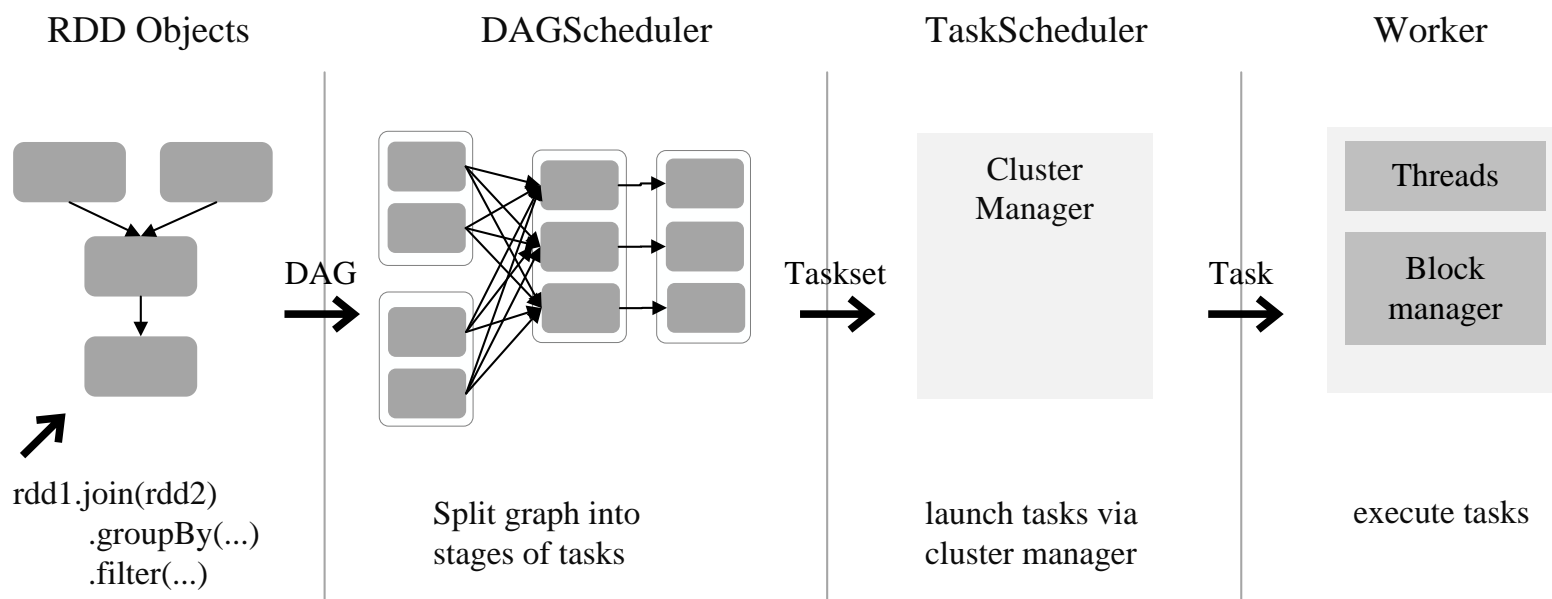 RDD Objects
DAGScheduler
TaskScheduler
Worker
DAG
Taskset
Cluster
Manager
Task
Threads
Block
manager
rdd1.join(rdd2)
.groupBy(...)
.filter(...)
Split graph into
stages of tasks
launch tasks via
cluster manager
execute tasks